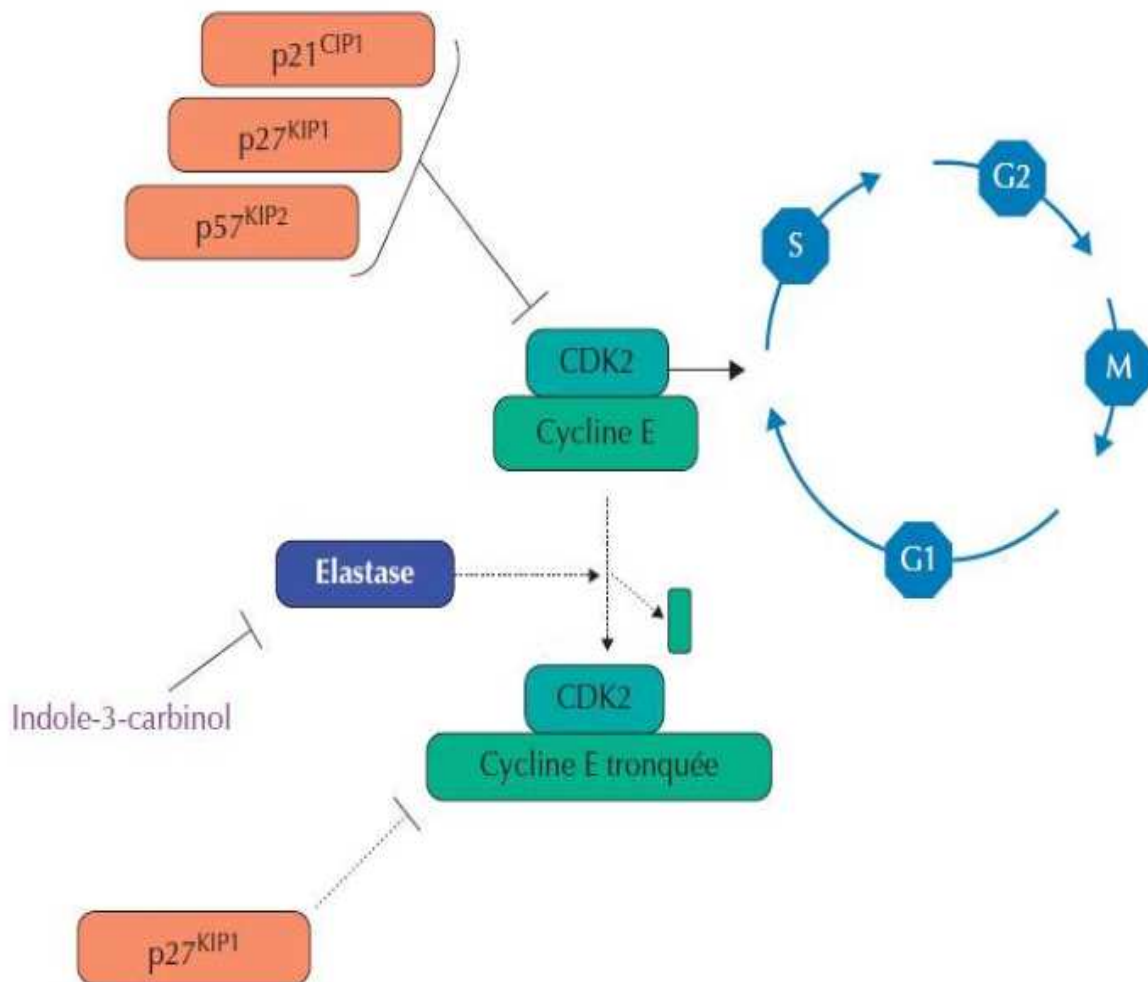 p21CIP1
p27KIP1
p57KIP2
G2
S
CDK2
M
Cycline E
G1
Elastase
CDK2
Indole-3-carbinol
Cycline E tronquée
p27KIP1